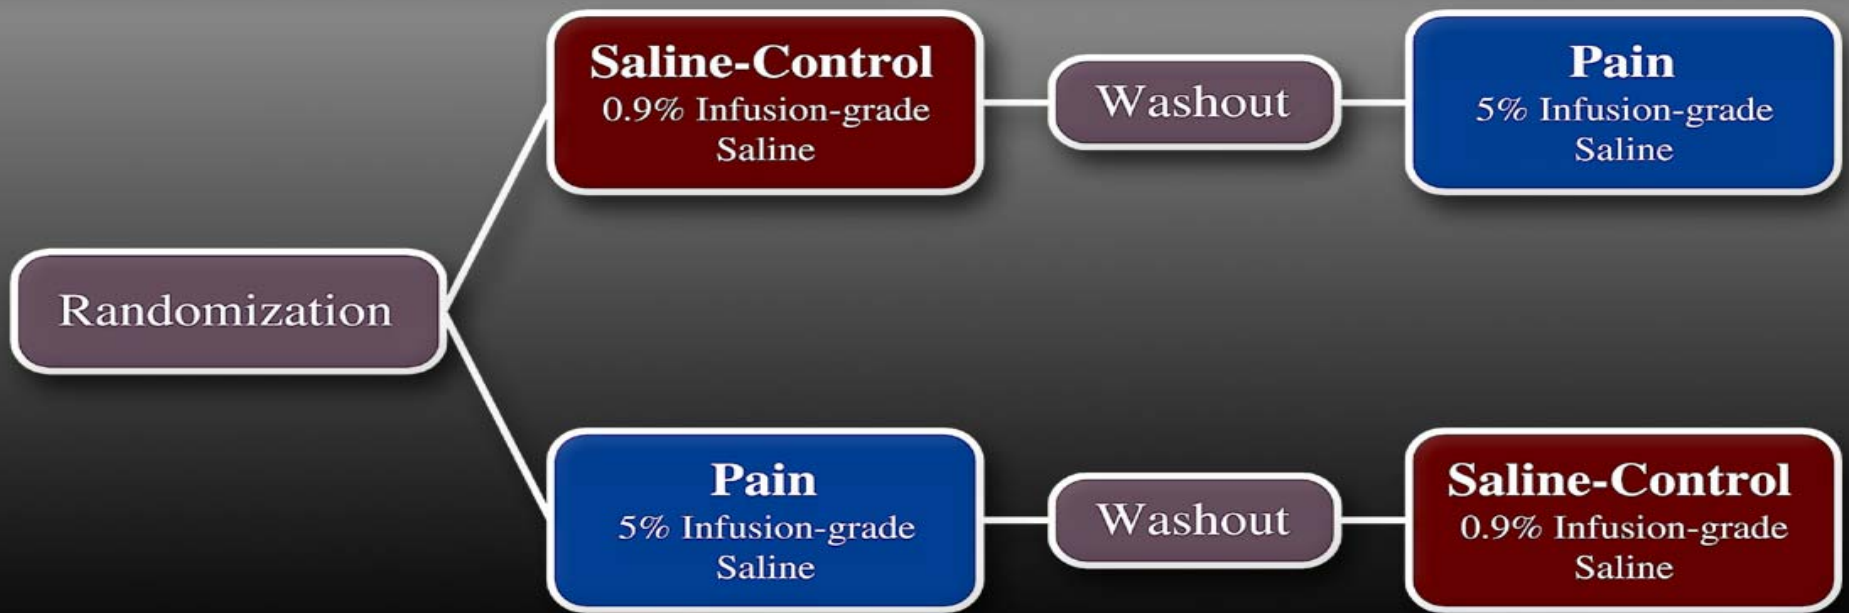 Randomization
Saline-Control
0.9% Infusion-grade
Saline
Washout
Pain
5% Infusion-grade
Saline
Pain
5% Infusion-grade
Saline
Washout
Saline-Control
0.9% Infusion-grade
Saline